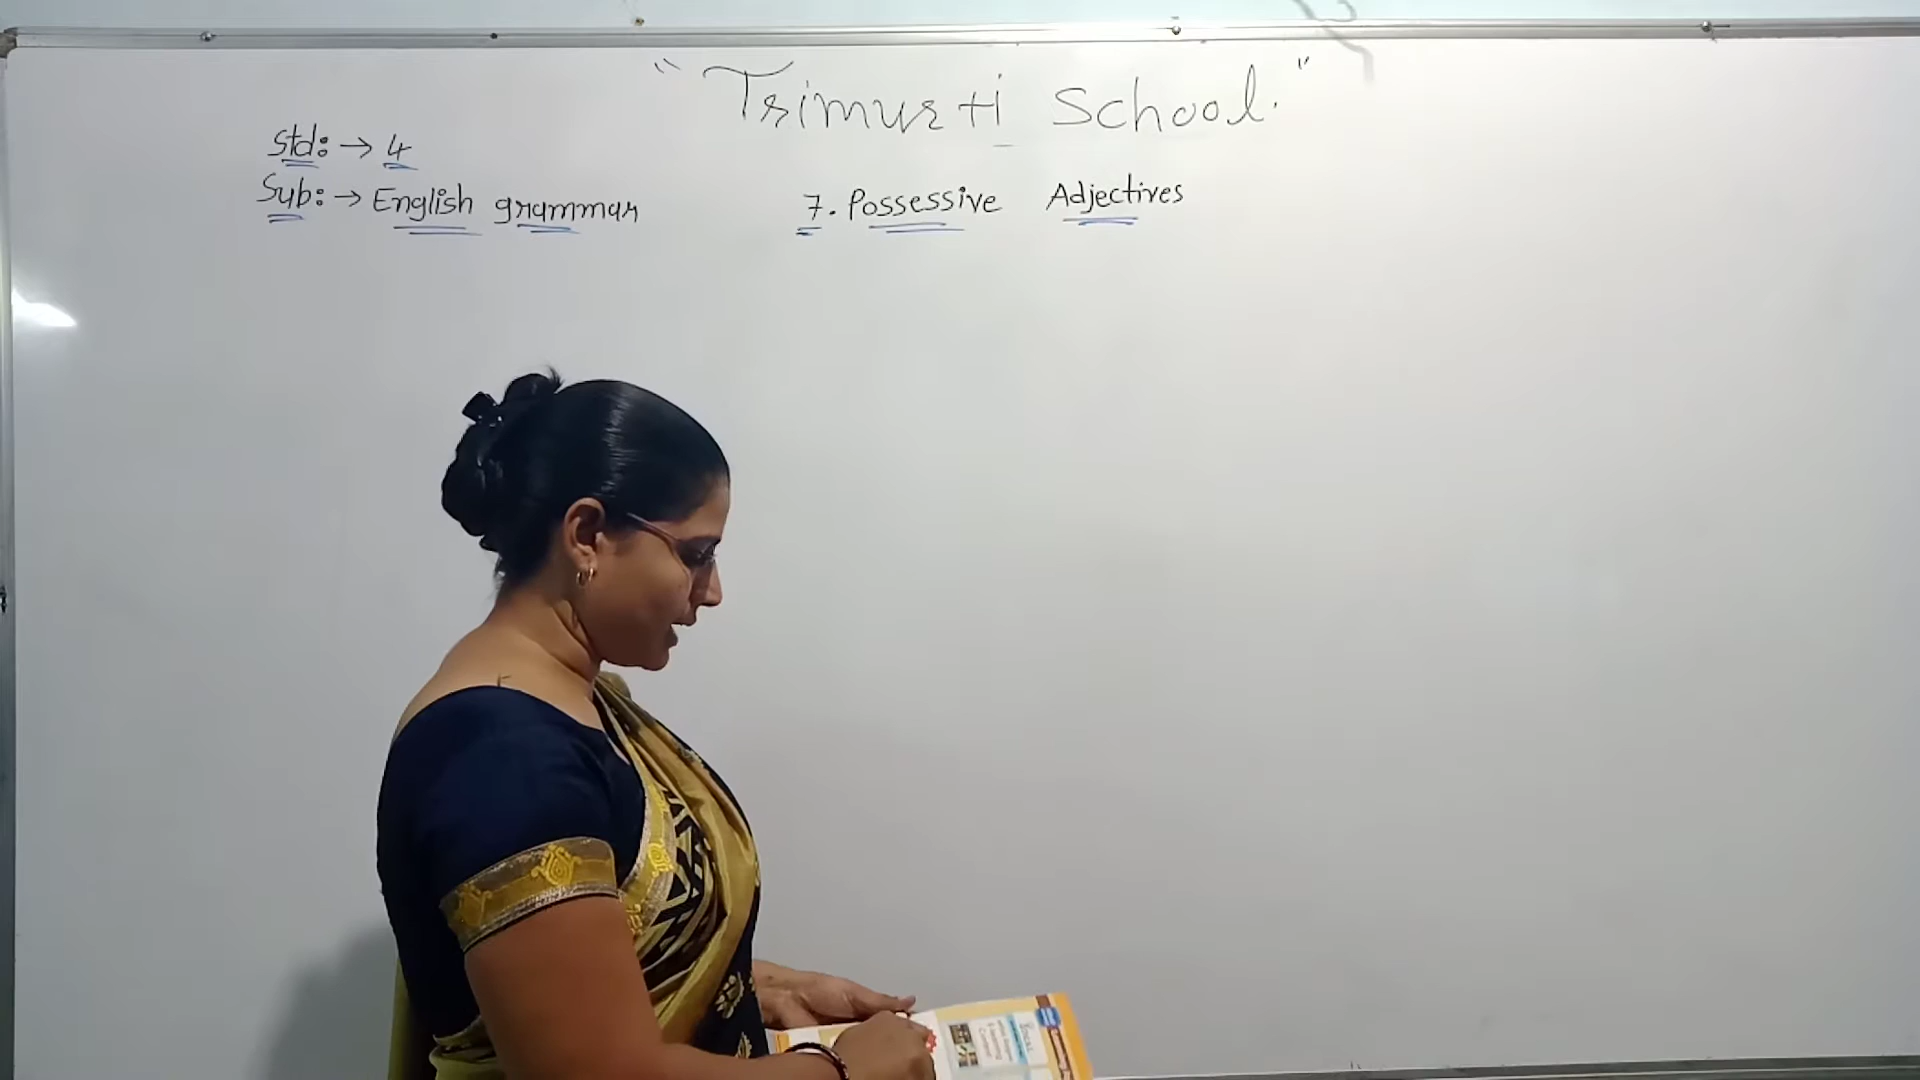 "Trimurti School."
Std: → 4
Sub: → English grammar
7. Possessive Adjectives